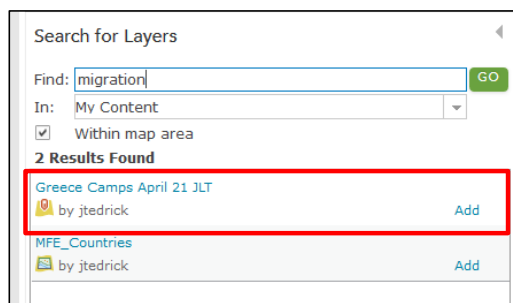 Search for Layers
Find: migration GO
In: My Content
Within map area
2 Results Found
Greece Camps April 21 JLT
by jtedrick Add
MFE_Countries
by jtedrick Add